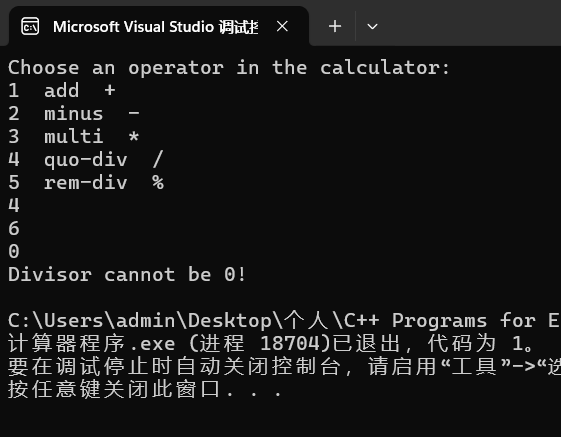 Microsoft Visual Studio 调试
Choose an operator in the calculator:
1  add  +
2  minus  -
3  multi  *
4  quo-div  /
5  rem-div  %
4
6
0
Divisor cannot be 0!
C:\Users\admin\Desktop\个人\C++ Programs for E
计算器程序.exe (进程 18704)已退出，代码为 1。
要在调试停止时自动关闭控制台，请启用“工具”->“选
按任意键关闭此窗口. . .